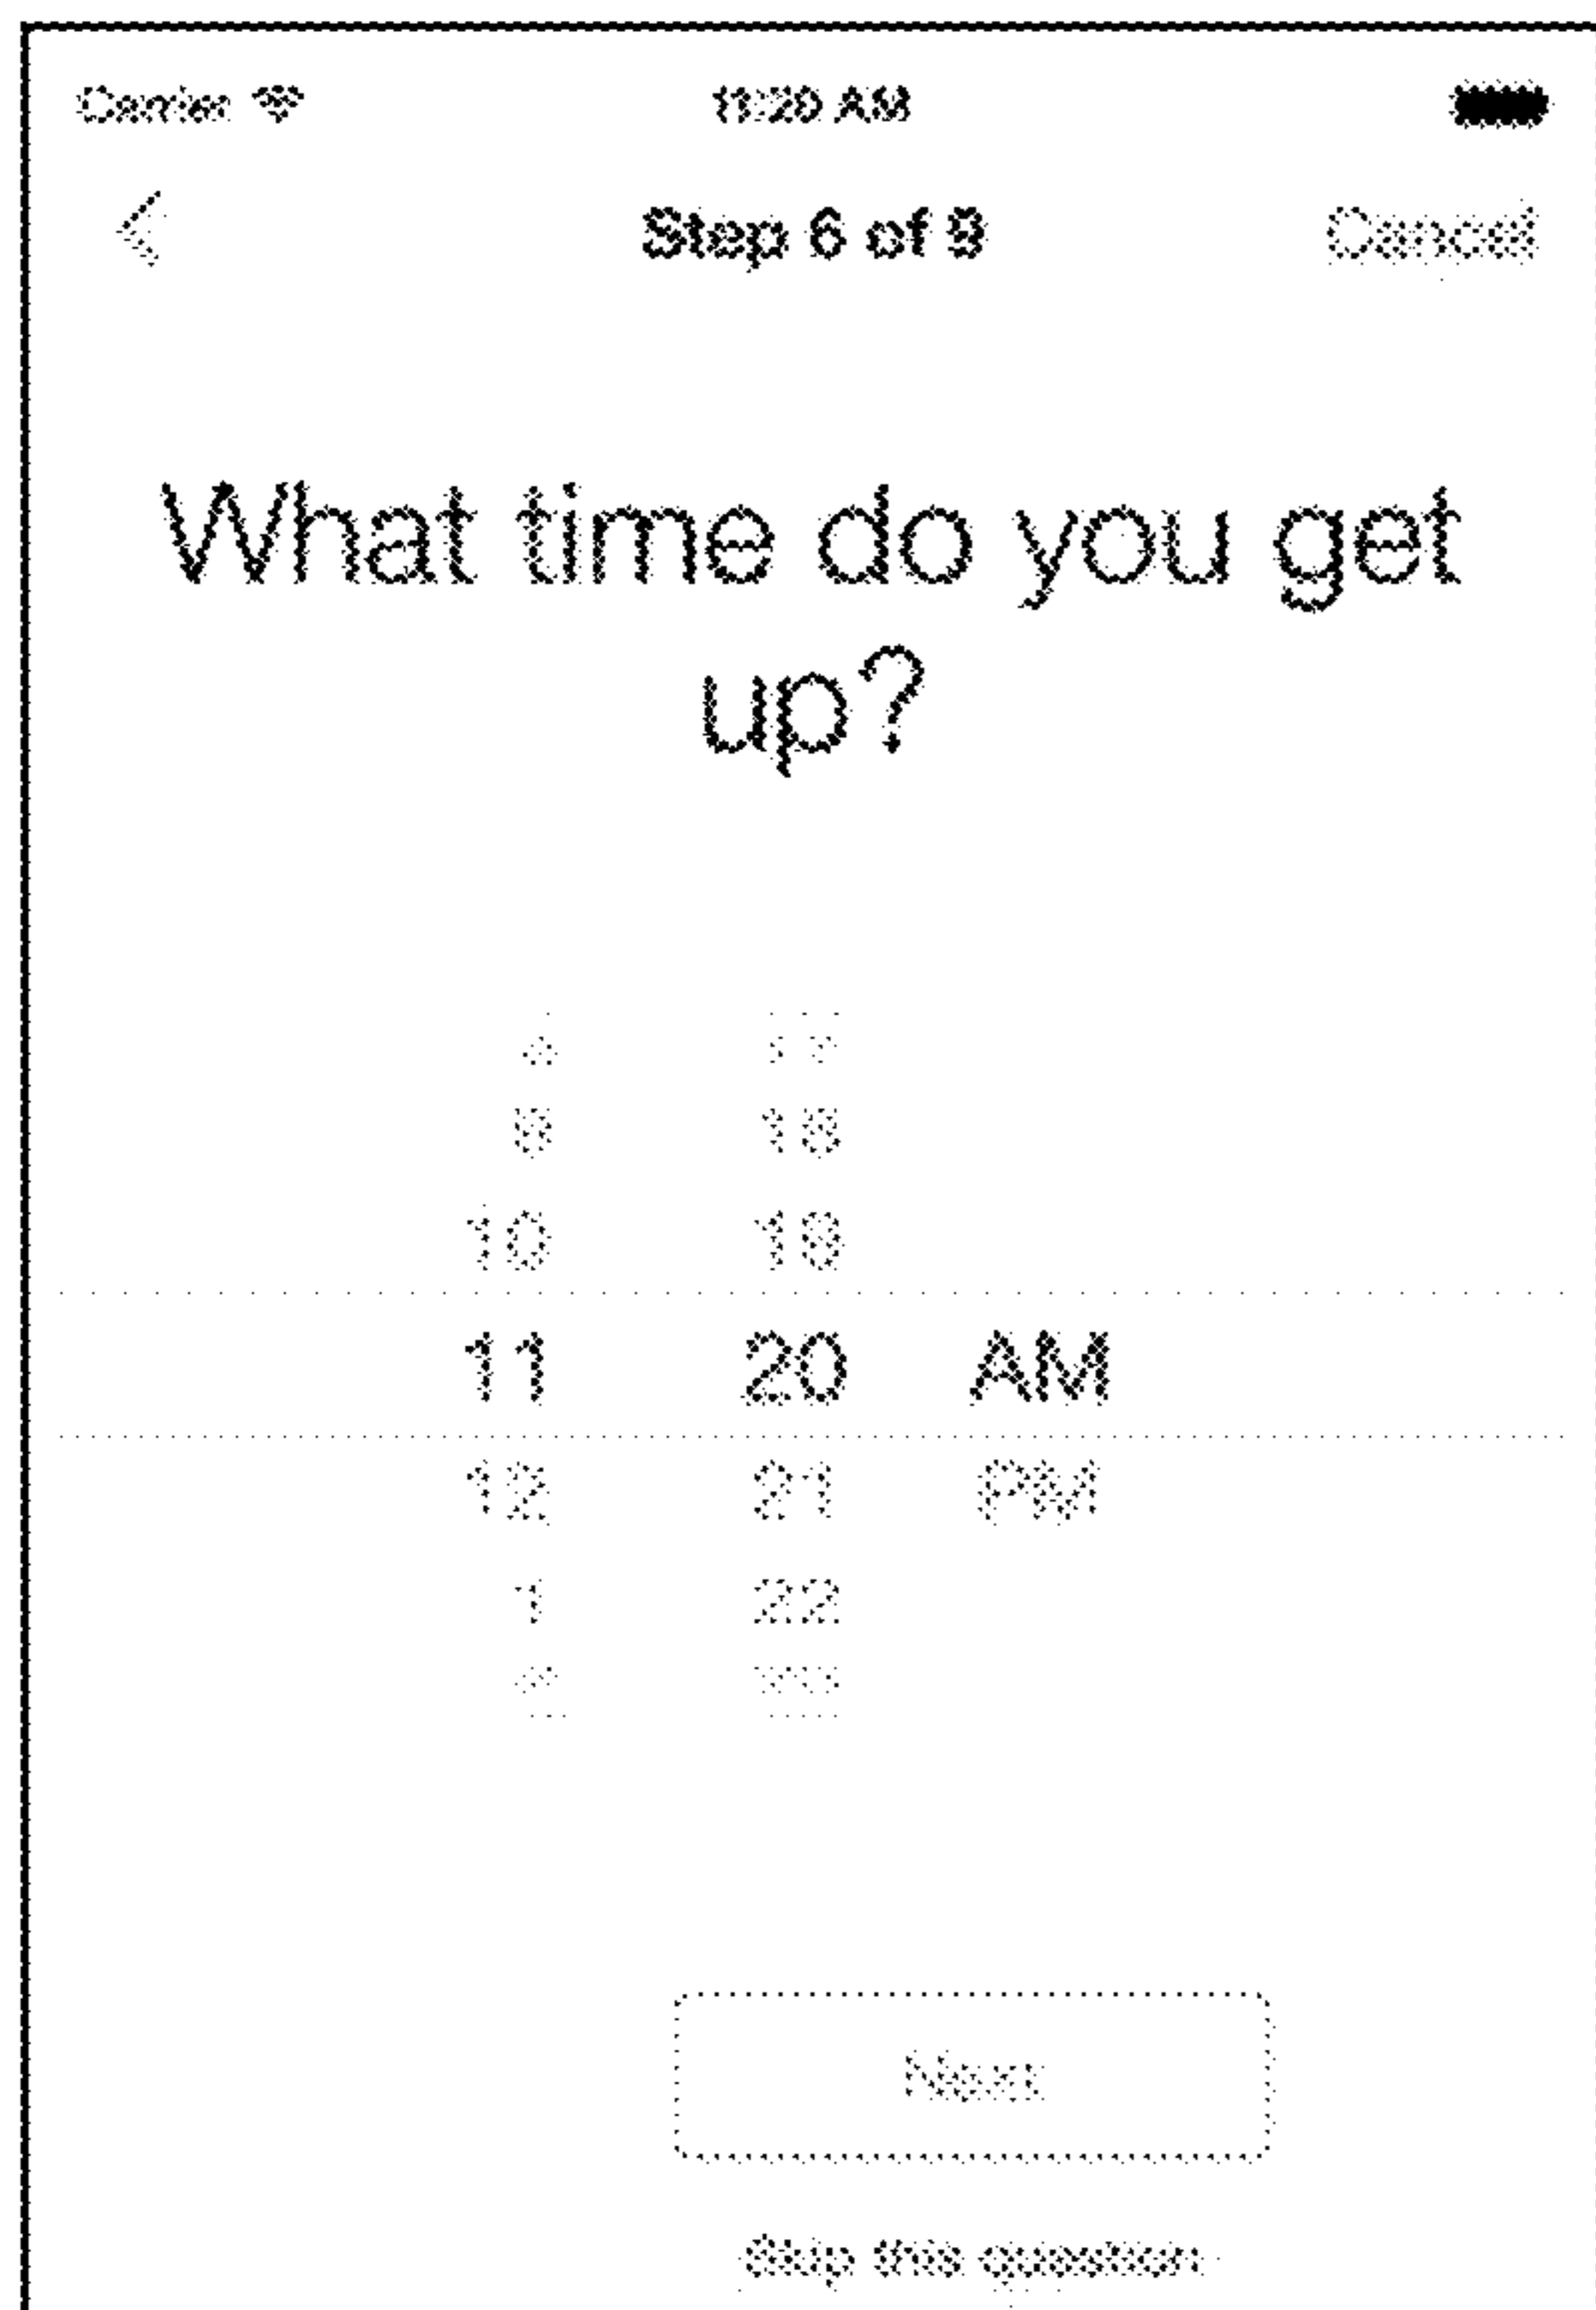 Carrier 11:20 AM
Step 6 of 8 Cancel
What time do you get
up?
10
11 20 AM
12 21 PM
1 22
Next
Skip this question